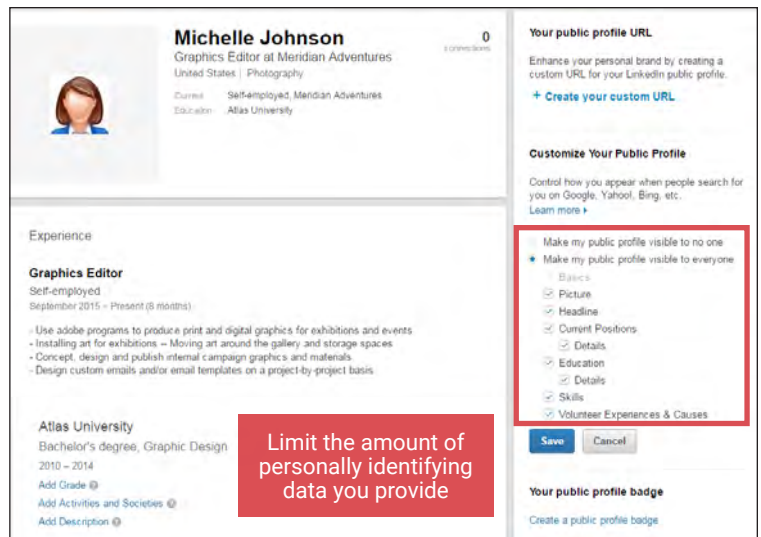 Michelle Johnson
Graphics Editor at Meridian Adventures
United States | Photography
Current Self-employed, Meridian Adventures
Education Atlas University
0
connections
Experience
Graphics Editor
Self-employed
September 2015 – Present (8 months)
- Use adobe programs to produce print and digital graphics for exhibitions and events
- Installing art for exhibitions -- Moving art around the gallery and storage spaces
- Concept, design and publish internal campaign graphics and materials
- Design custom emails and/or email templates on a project-by-project basis
Atlas University
Bachelor's degree, Graphic Design
2010 – 2014
Add Grade
Add Activities and Societies
Add Description
Limit the amount of
personally identifying
data you provide
Your public profile URL
Enhance your personal brand by creating a
custom URL for your LinkedIn public profile.
+ Create your custom URL
Customize Your Public Profile
Control how you appear when people search for
you on Google, Yahoo!, Bing, etc.
Learn more
Make my public profile visible to no one
Make my public profile visible to everyone
Basics
Picture
Headline
Current Positions
Details
Education
Details
Skills
Volunteer Experiences & Causes
Save Cancel
Your public profile badge
Create a public profile badge